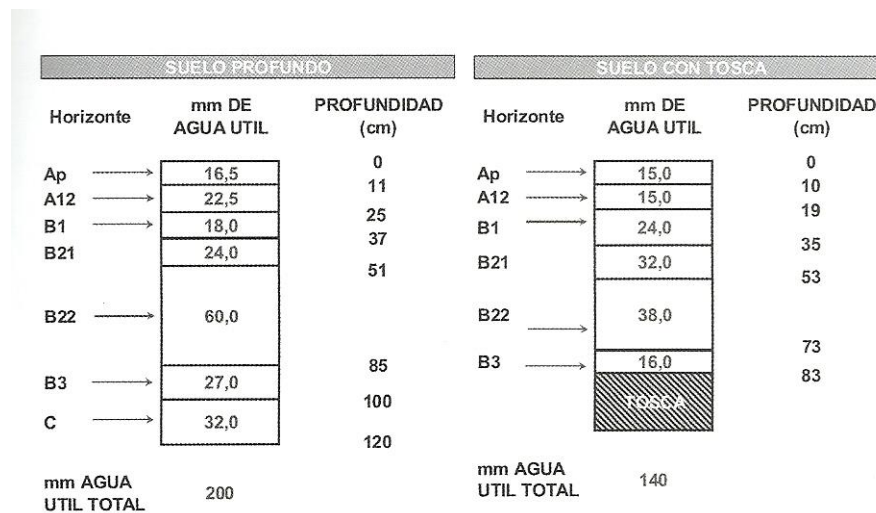 SUELO PROFUNDO
Horizonte
mm DE
AGUA UTIL
PROFUNDIDAD
(cm)
Ap
16,5
0
11
A12
22,5
25
B1
18,0
37
B21
24,0
51
B22
60,0
85
B3
27,0
100
C
32,0
120
mm AGUA
UTIL TOTAL
200
SUELO CON TOSCA
Horizonte
mm DE
AGUA UTIL
PROFUNDIDAD
(cm)
Ap
15,0
0
10
A12
15,0
19
B1
24,0
35
B21
32,0
53
B22
38,0
73
B3
16,0
83
TOSCA
mm AGUA
UTIL TOTAL
140